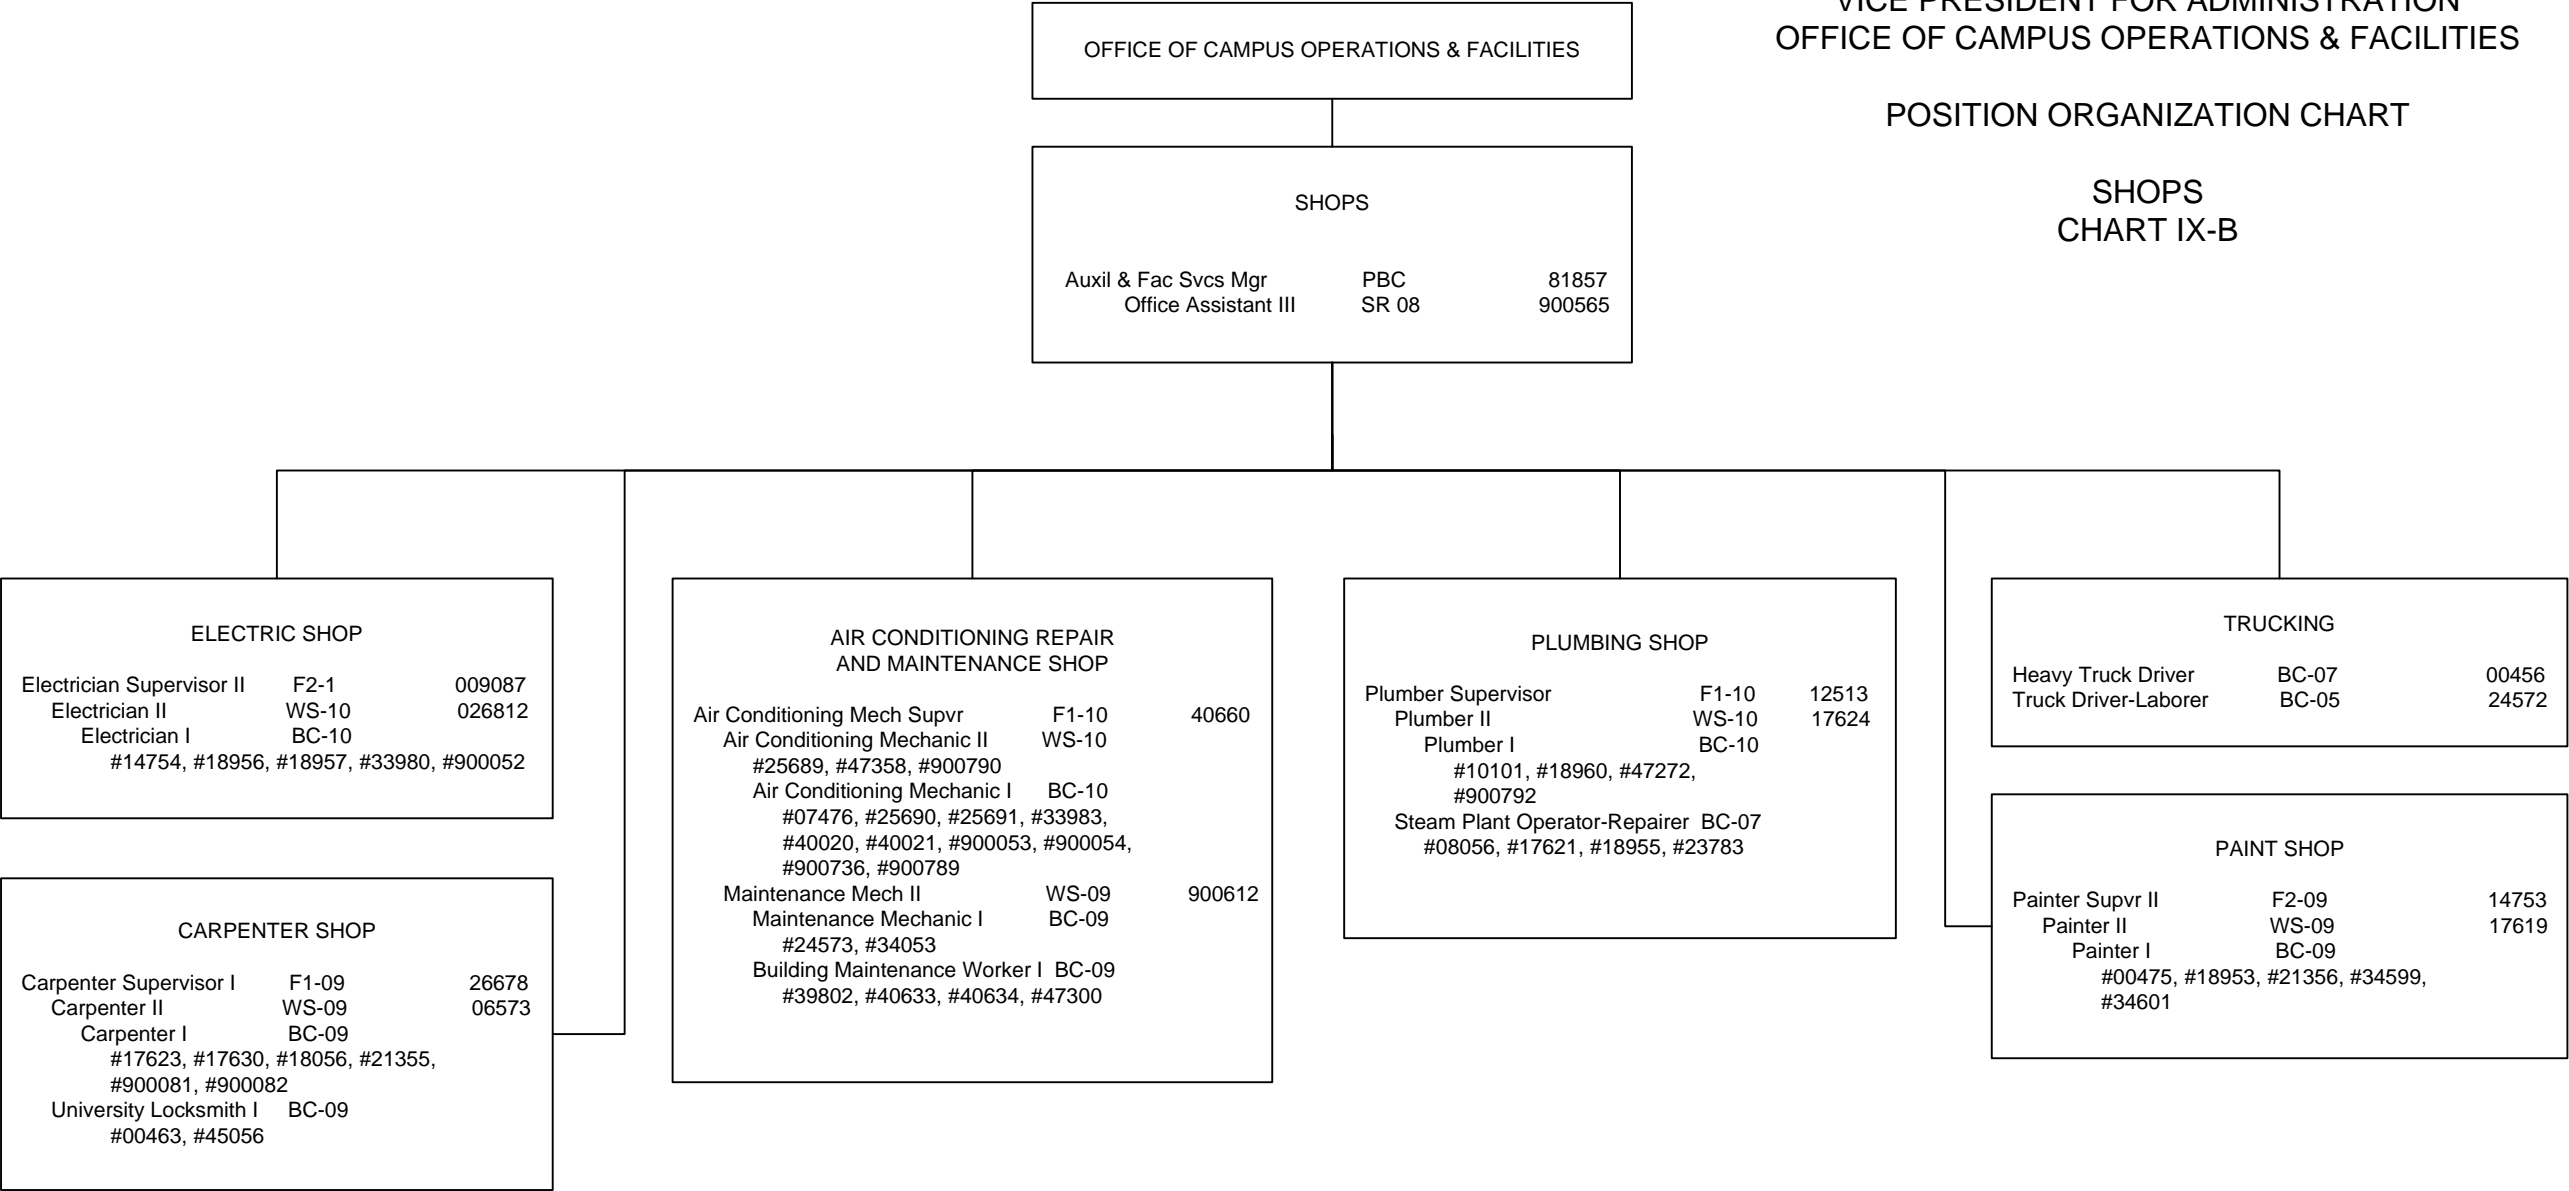 VICE PRESIDENT FOR ADMINISTRATION
OFFICE OF CAMPUS OPERATIONS & FACILITIES
POSITION ORGANIZATION CHART
SHOPS
CHART IX-B
OFFICE OF CAMPUS OPERATIONS & FACILITIES
SHOPS
Auxil & Fac Svcs Mgr PBC 81857
Office Assistant III SR 08 900565
ELECTRIC SHOP
Electrician Supervisor II F2-1 009087
Electrician II WS-10 026812
Electrician I BC-10
#14754, #18956, #18957, #33980, #900052
CARPENTER SHOP
Carpenter Supervisor I F1-09 26678
Carpenter II WS-09 06573
Carpenter I BC-09
#17623, #17630, #18056, #21355,
#900081, #900082
University Locksmith I BC-09
#00463, #45056
AIR CONDITIONING REPAIR
AND MAINTENANCE SHOP
Air Conditioning Mech Supvr F1-10 40660
Air Conditioning Mechanic II WS-10
#25689, #47358, #900790
Air Conditioning Mechanic I BC-10
#07476, #25690, #25691, #33983,
#40020, #40021, #900053, #900054,
#900736, #900789
Maintenance Mech II WS-09 900612
Maintenance Mechanic I BC-09
#24573, #34053
Building Maintenance Worker I BC-09
#39802, #40633, #40634, #47300
PLUMBING SHOP
Plumber Supervisor F1-10 12513
Plumber II WS-10 17624
Plumber I BC-10
#10101, #18960, #47272,
#900792
Steam Plant Operator-Repairer BC-07
#08056, #17621, #18955, #23783
TRUCKING
Heavy Truck Driver BC-07 00456
Truck Driver-Laborer BC-05 24572
PAINT SHOP
Painter Supvr II F2-09 14753
Painter II WS-09 17619
Painter I BC-09
#00475, #18953, #21356, #34599,
#34601